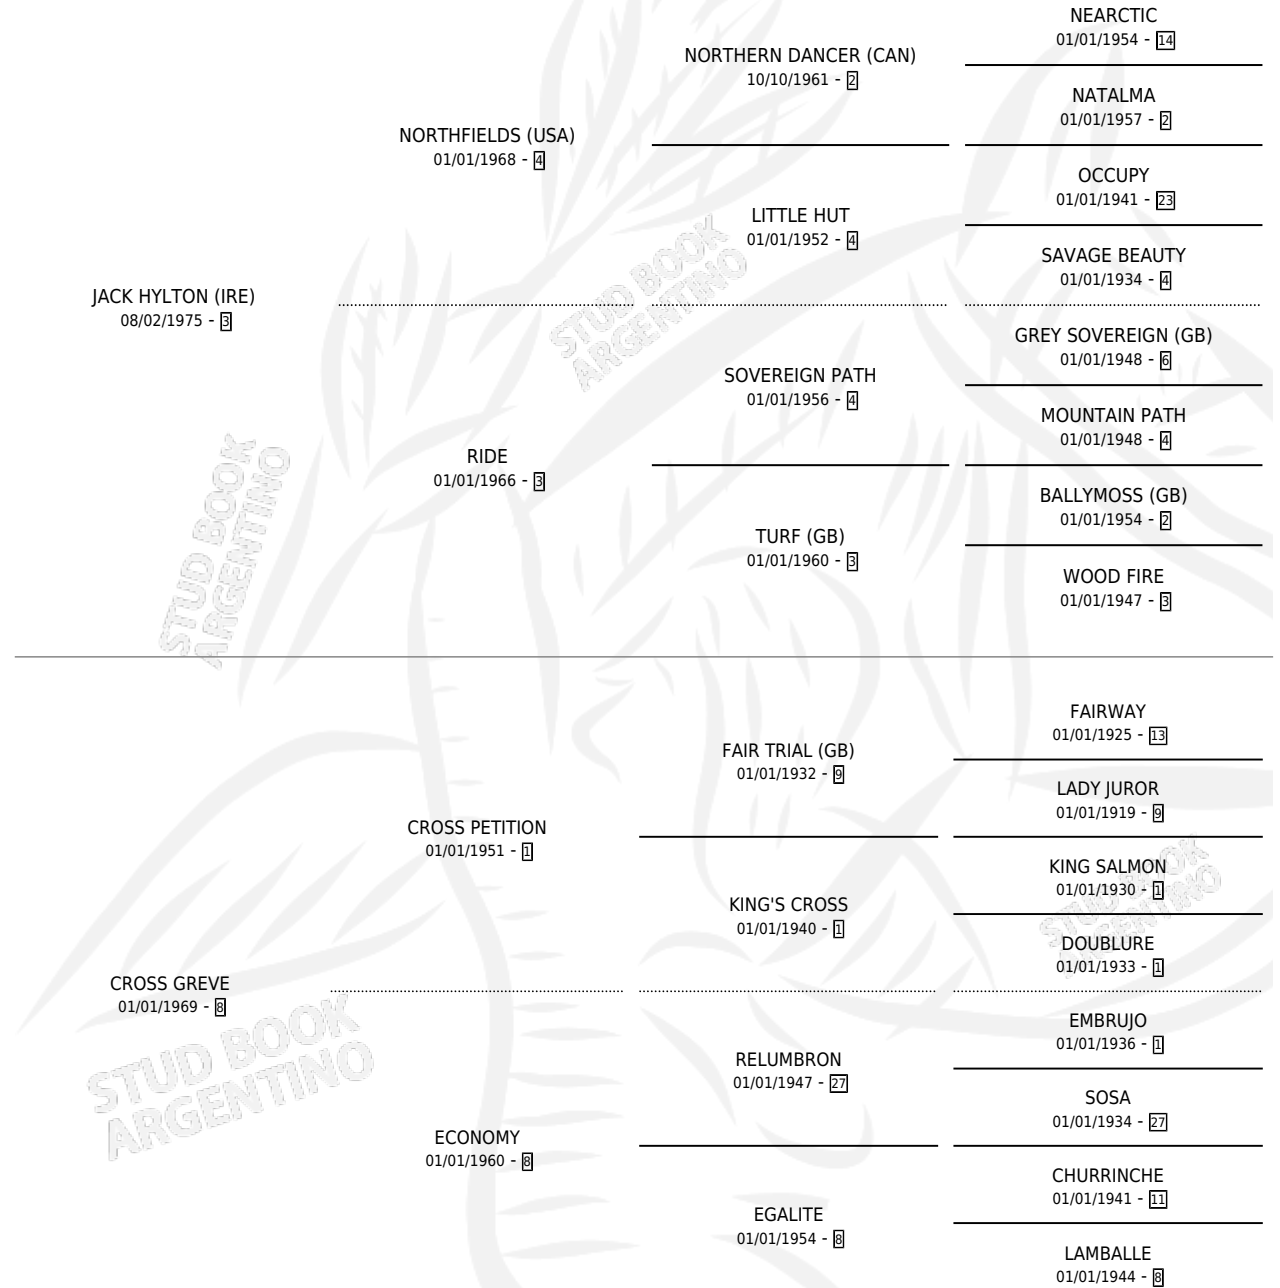 NEARCTIC
01/01/1954 - 14
NORTHERN DANCER (CAN)
10/10/1961 - 2
NATALMA
01/01/1957 - 2
NORTHFIELDS (USA)
01/01/1968 - 4
OCCUPY
01/01/1941 - 23
LITTLE HUT
01/01/1952 - 4
SAVAGE BEAUTY
01/01/1934 - 4
JACK HYLTON (IRE)
08/02/1975 - 3
GREY SOVEREIGN (GB)
01/01/1948 - 6
SOVEREIGN PATH
01/01/1956 - 4
MOUNTAIN PATH
01/01/1948 - 4
RIDE
01/01/1966 - 3
BALLYMOSS (GB)
01/01/1954 - 2
TURF (GB)
01/01/1960 - 3
WOOD FIRE
01/01/1947 - 3
FAIRWAY
01/01/1925 - 13
FAIR TRIAL (GB)
01/01/1932 - 9
LADY JUROR
01/01/1919 - 9
CROSS PETITION
01/01/1951 - 1
KING SALMON
01/01/1930 - 1
KING'S CROSS
01/01/1940 - 1
DOUBLURE
01/01/1933 - 1
CROSS GREVE
01/01/1969 - 8
EMBRUJO
01/01/1936 - 1
RELUMBRON
01/01/1947 - 27
SOSA
01/01/1934 - 27
ECONOMY
01/01/1960 - 8
CHURRINCHE
01/01/1941 - 11
EGALITE
01/01/1954 - 8
LAMBALLE
01/01/1944 - 8
STUD BOOK
ARGENTINO
STUD BOOK
ARGENTINO
STUD BOOK
ARGENTINO
STUD BOOK
ARGENTINO